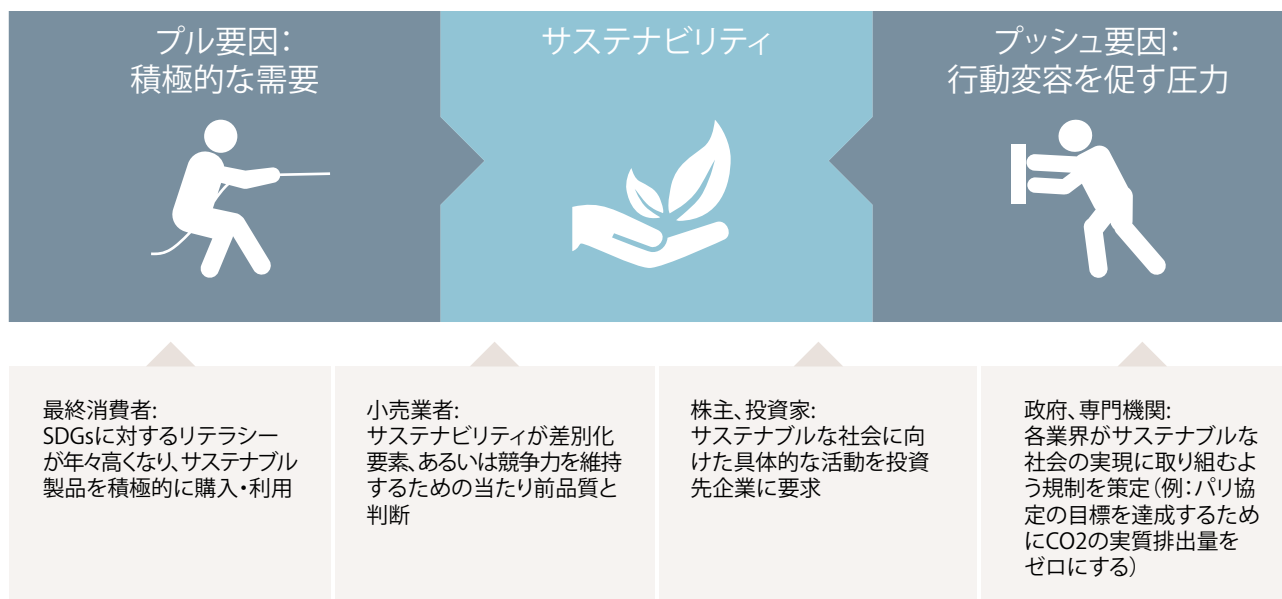 プル要因：
積極的な需要
サステナビリティ
プッシュ要因：
行動変容を促す圧力
最終消費者:
SDGsに対するリテラシー
が年々高くなり、サステナブル
製品を積極的に購入・利用
小売業者:
サステナビリティが差別化
要素、あるいは競争力を維持
するための当たり前品質と
判断
株主、投資家:
サステナブルな社会に向
けた具体的な活動を投資
先企業に要求
政府、専門機関:
各業界がサステナブルな
社会の実現に取り組むよ
う規制を策定（例：パリ協
定の目標を達成するため
にCO2の実質排出量を
ゼロにする）